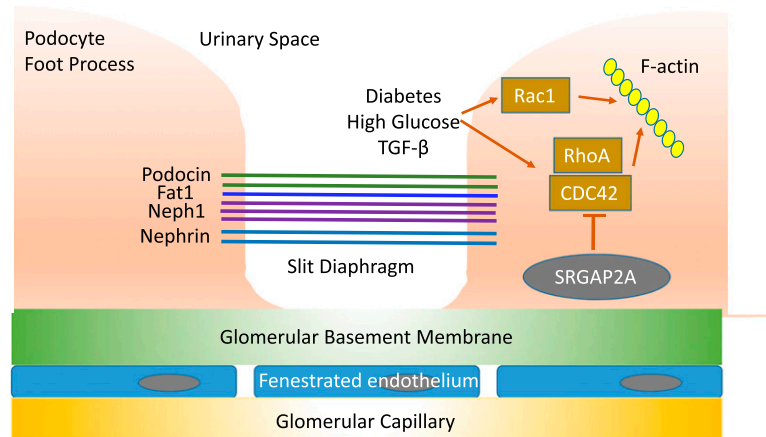 Podocyte
Foot Process
Urinary Space
F-actin
Diabetes
High Glucose
TGF-β
Rac1
RhoA
CDC42
Podocin
Fat1
Neph1
Nephrin
Slit Diaphragm
SRGAP2A
Glomerular Basement Membrane
Fenestrated endothelium
Glomerular Capillary